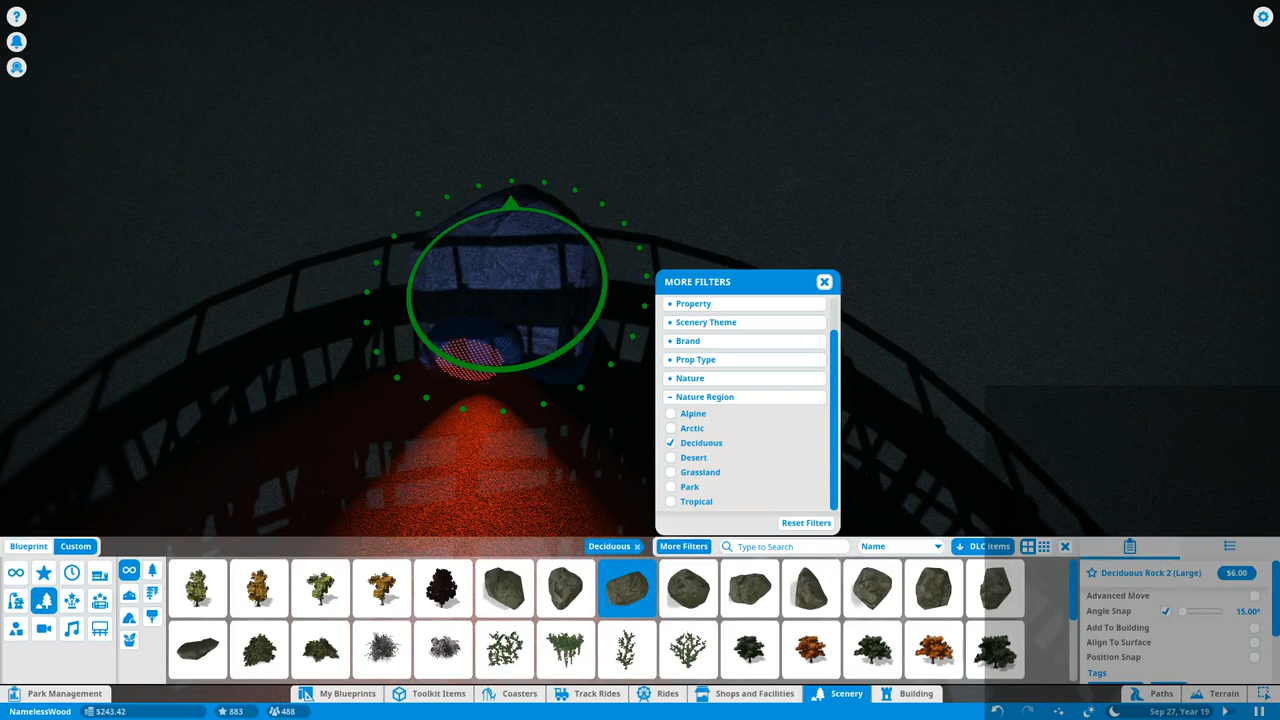 MORE FILTERS
+ Property
+ Scenery Theme
+ Brand
+ Prop Type
+ Nature
− Nature Region
Alpine
Arctic
Deciduous
Desert
Grassland
Park
Tropical
Reset Filters
Blueprint Custom Deciduous × More Filters Type to Search Name DLC items
Deciduous Rock 2 (Large) $6.00
Advanced Move
Angle Snap 15.00°
Add To Building
Align To Surface
Position Snap
Tags
Park Management My Blueprints Toolkit Items Coasters Track Rides Rides Shops and Facilities Scenery Building Paths Terrain
NamelessWood $243.42 883 488 Sep 27, Year 19